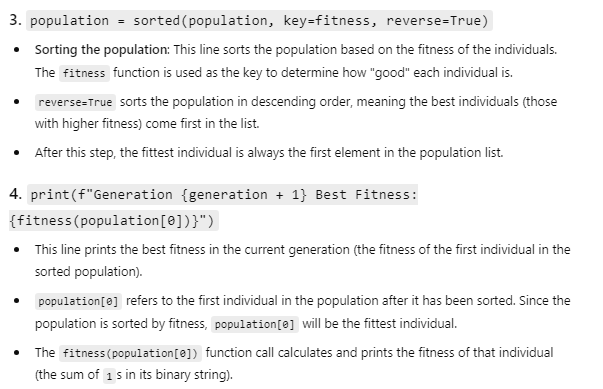 3. population = sorted(population, key=fitness, reverse=True)
• Sorting the population: This line sorts the population based on the fitness of the individuals.
The fitness function is used as the key to determine how "good" each individual is.
• reverse=True sorts the population in descending order, meaning the best individuals (those
with higher fitness) come first in the list.
• After this step, the fittest individual is always the first element in the population list.
4. print(f"Generation {generation + 1} Best Fitness:
{fitness(population[0])}")
• This line prints the best fitness in the current generation (the fitness of the first individual in the
sorted population).
• population[0] refers to the first individual in the population after it has been sorted. Since the
population is sorted by fitness, population[0] will be the fittest individual.
• The fitness(population[0]) function call calculates and prints the fitness of that individual
(the sum of 1 s in its binary string).